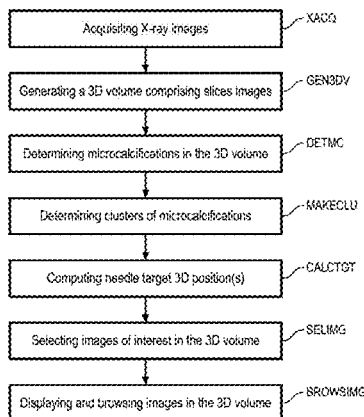 Acquiring X-ray images
XACQ
Generating a 3D volume comprising slices images
GEN3DV
Determining microcalcifications in the 3D volume
DETMC
Determining clusters of microcalcifications
MAKECLU
Computing needle target 3D position(s)
CALCTGT
Selecting images of interest in the 3D volume
SELIMG
Displaying and browsing images in the 3D volume
BROWSIMG